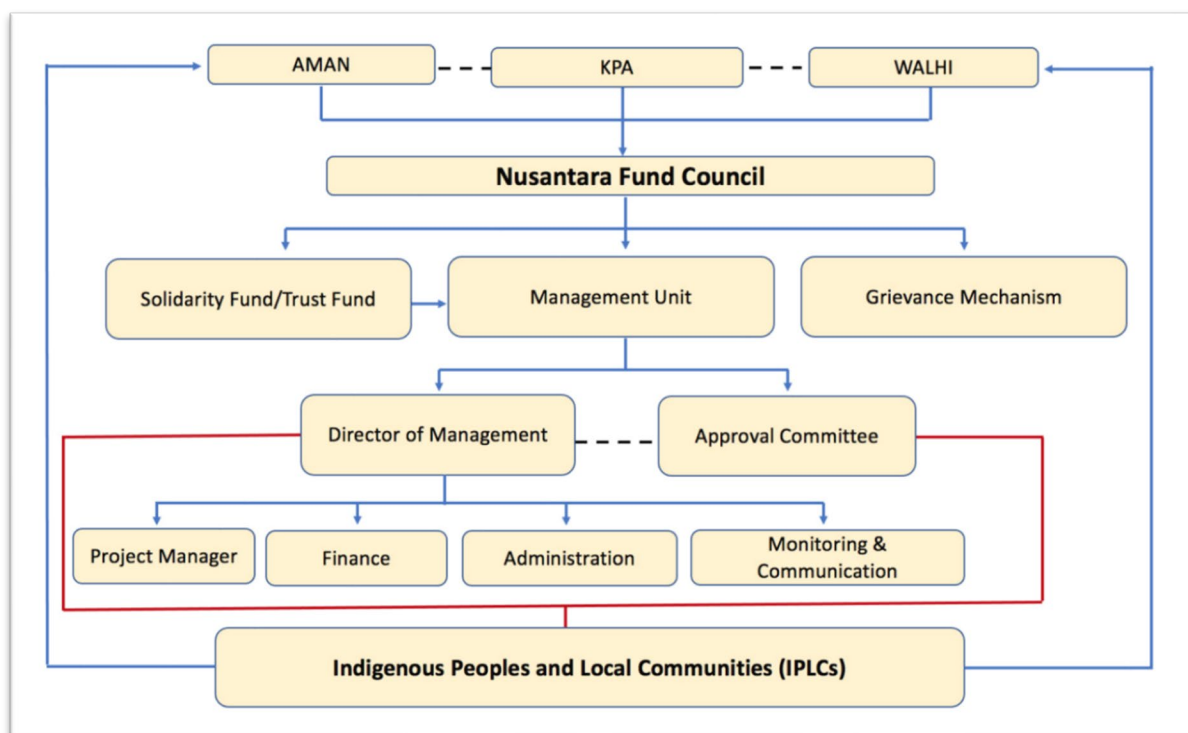 AMAN
KPA
WALHI
Nusantara Fund Council
Solidarity Fund/Trust Fund
Management Unit
Grievance Mechanism
Director of Management
Approval Committee
Project Manager
Finance
Administration
Monitoring &
Communication
Indigenous Peoples and Local Communities (IPLCs)